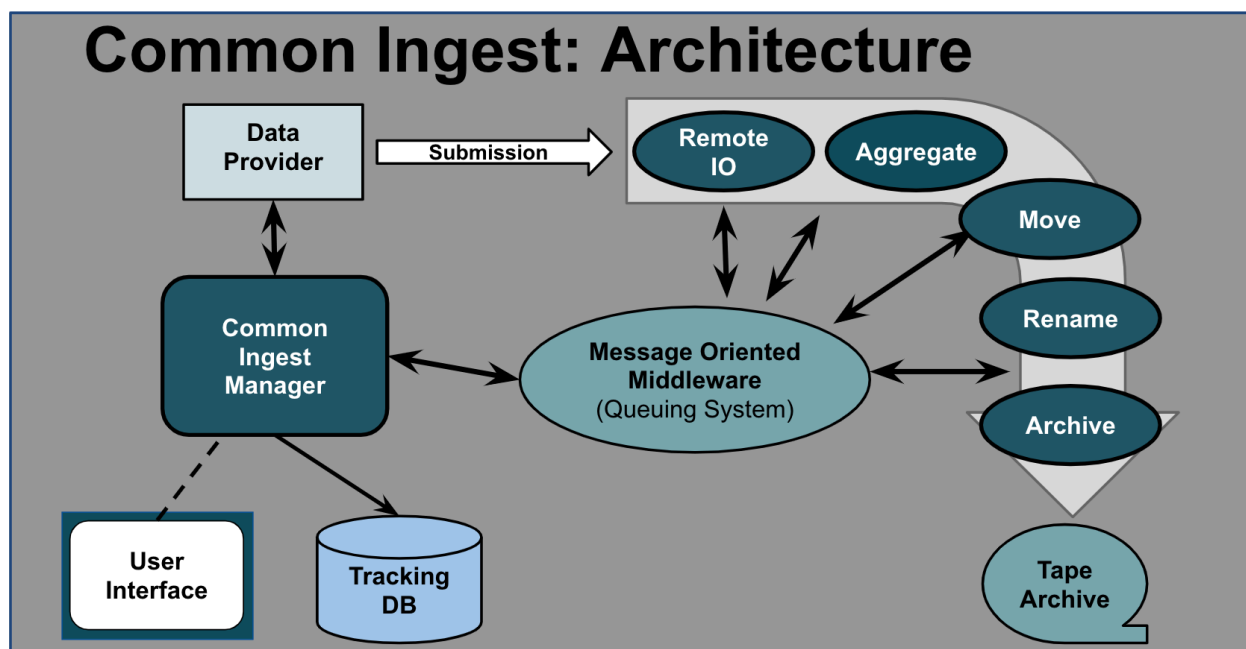 Common Ingest: Architecture
Data
Provider
Submission
Remote
IO
Aggregate
Move
Common
Ingest
Manager
Message Oriented
Middleware
(Queuing System)
Rename
Archive
User
Interface
Tracking
DB
Tape
Archive